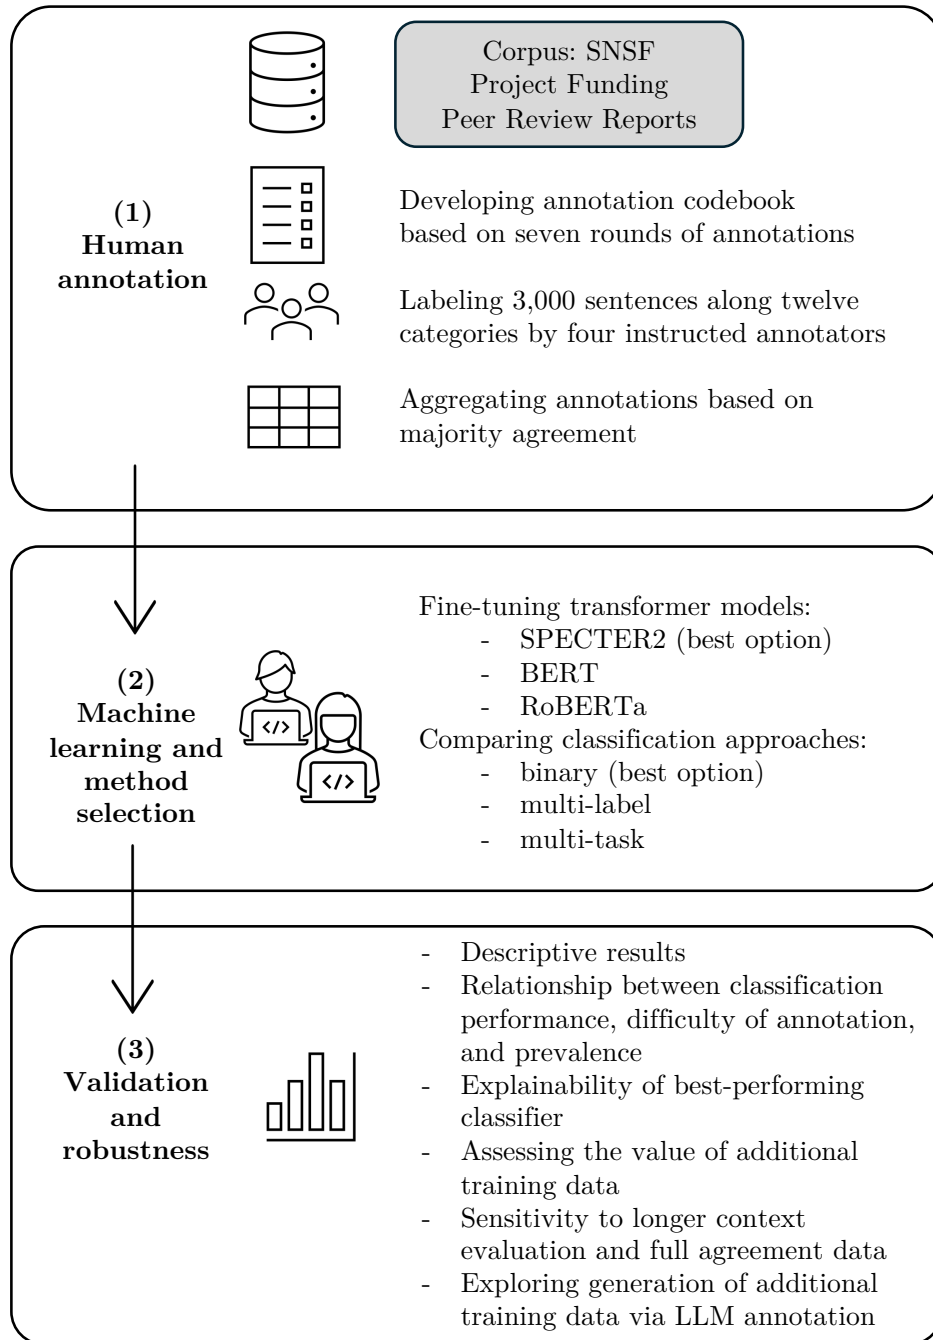 Corpus: SNSF
Project Funding
Peer Review Reports
(1)
Human
annotation
Developing annotation codebook
based on seven rounds of annotations
Labeling 3,000 sentences along twelve
categories by four instructed annotators
Aggregating annotations based on
majority agreement
(2)
Machine
learning and
method
selection
</>
</>
Fine-tuning transformer models:
- SPECTER2 (best option)
- BERT
- RoBERTa
Comparing classification approaches:
- binary (best option)
- multi-label
- multi-task
(3)
Validation
and
robustness
- Descriptive results
- Relationship between classification
performance, difficulty of annotation,
and prevalence
- Explainability of best-performing
classifier
- Assessing the value of additional
training data
- Sensitivity to longer context
evaluation and full agreement data
- Exploring generation of additional
training data via LLM annotation